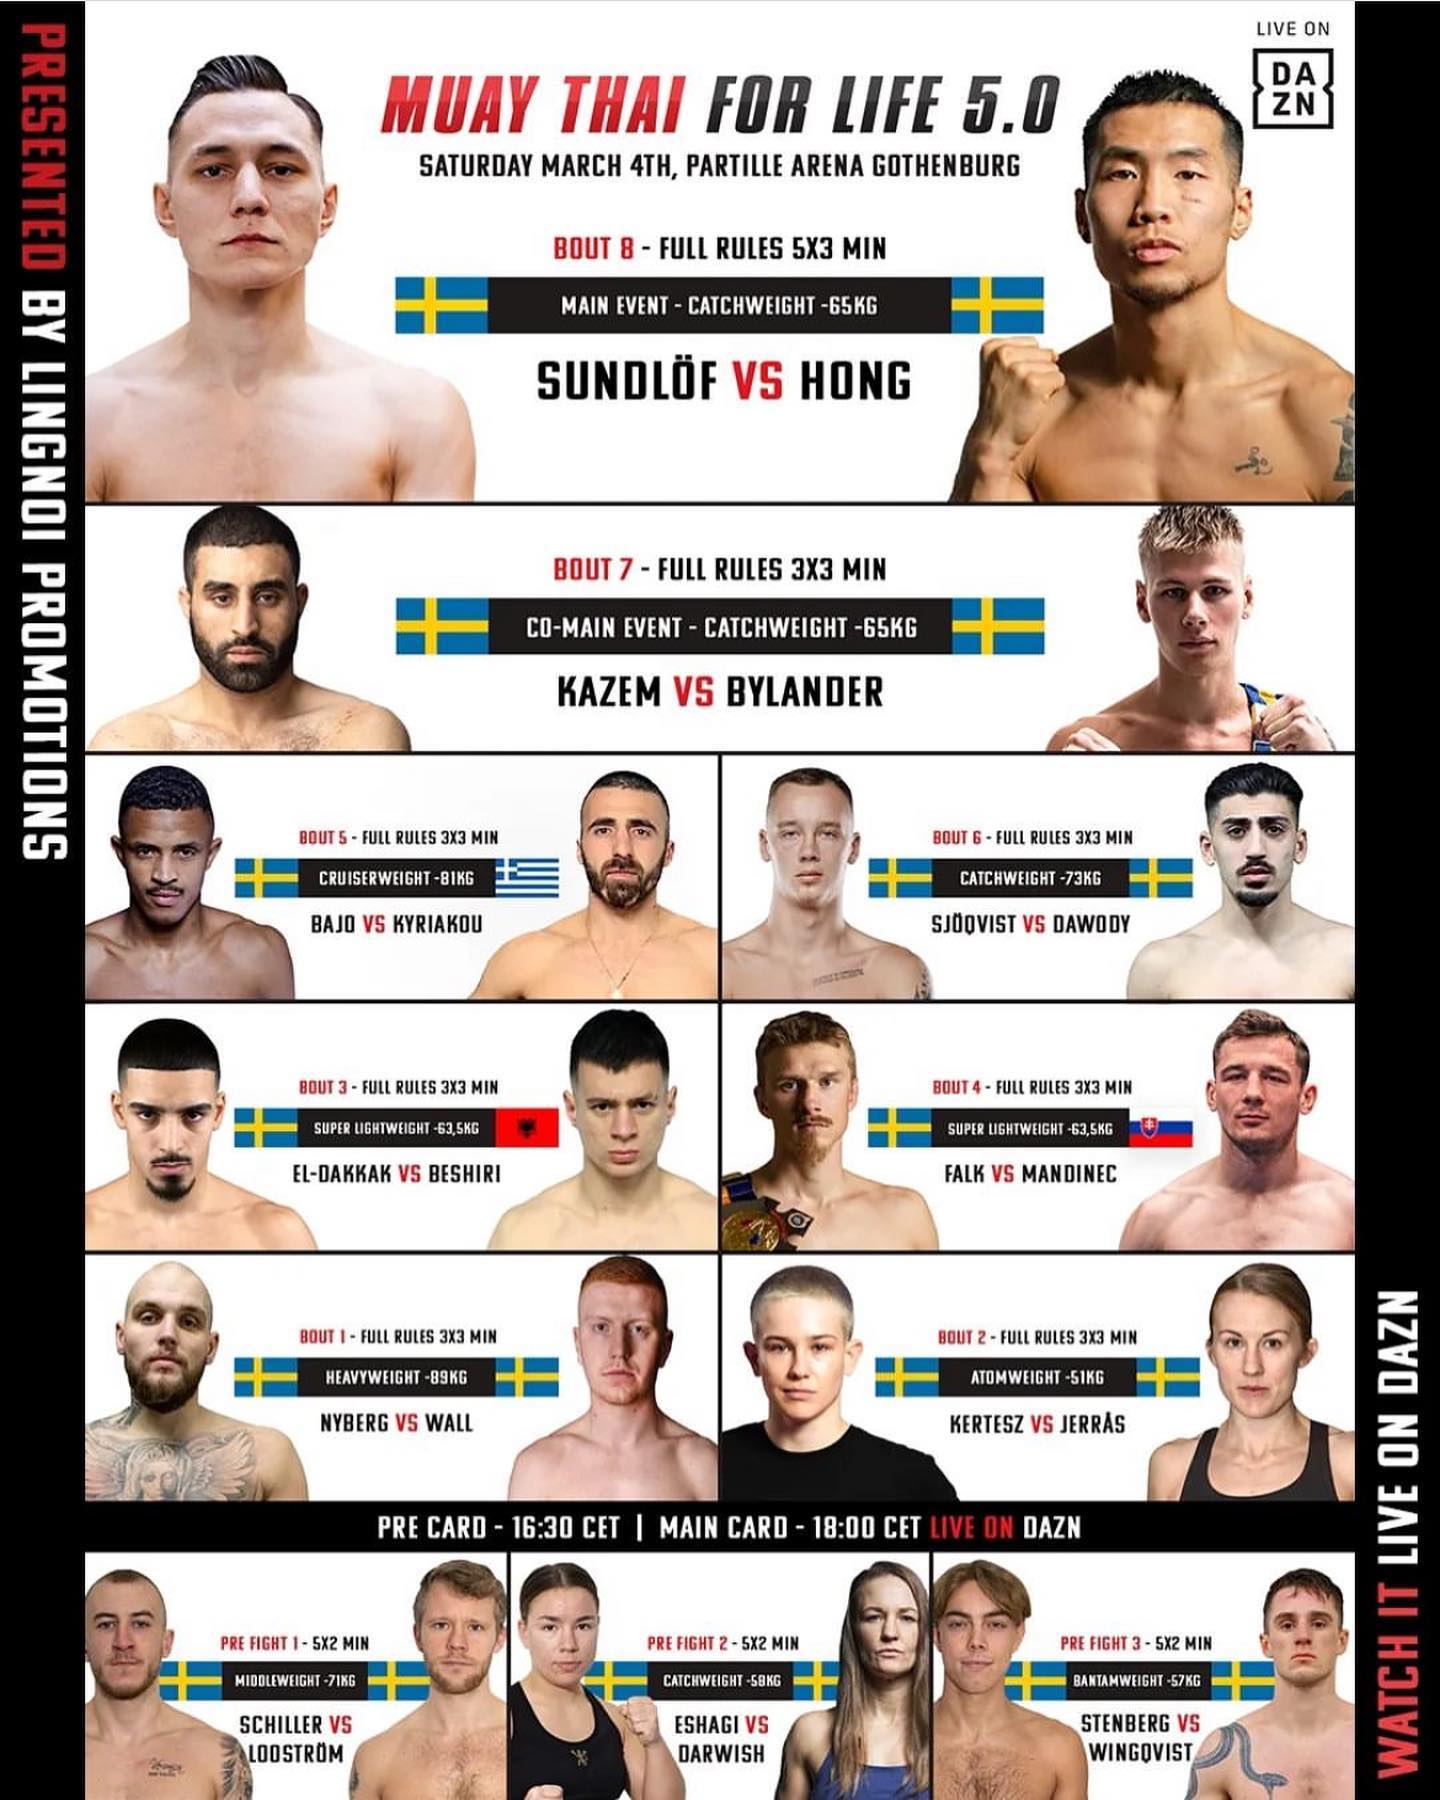 PRESENTED BY LINGNOI PROMOTIONS
LIVE ON
DA
ZN
MUAY THAI FOR LIFE 5.0
SATURDAY MARCH 4TH, PARTILLE ARENA GOTHENBURG
BOUT 8 - FULL RULES 5X3 MIN
MAIN EVENT - CATCHWEIGHT -65KG
SUNDLÖF VS HONG
BOUT 7 - FULL RULES 3X3 MIN
CO-MAIN EVENT - CATCHWEIGHT -65KG
KAZEM VS BYLANDER
BOUT 5 - FULL RULES 3X3 MIN
CRUISERWEIGHT -81KG
BAJO VS KYRIAKOU
BOUT 6 - FULL RULES 3X3 MIN
CATCHWEIGHT -73KG
SJÖQVIST VS DAWODY
BOUT 3 - FULL RULES 3X3 MIN
SUPER LIGHTWEIGHT -63,5KG
EL-DAKKAK VS BESHIRI
BOUT 4 - FULL RULES 3X3 MIN
SUPER LIGHTWEIGHT -63,5KG
FALK VS MANDINEC
BOUT 1 - FULL RULES 3X3 MIN
HEAVYWEIGHT -89KG
NYBERG VS WALL
BOUT 2 - FULL RULES 3X3 MIN
ATOMWEIGHT -51KG
KERTESZ VS JERRÅS
PRE CARD - 16:30 CET | MAIN CARD - 18:00 CET LIVE ON DAZN
PRE FIGHT 1 - 5X2 MIN
MIDDLEWEIGHT -71KG
SCHILLER VS
LODSTRÖM
PRE FIGHT 2 - 5X2 MIN
CATCHWEIGHT -58KG
ESHAGI VS
DARWISH
PRE FIGHT 3 - 5X2 MIN
BANTAMWEIGHT -57KG
STENBERG VS
WINGQVIST
WATCH IT LIVE ON DAZN